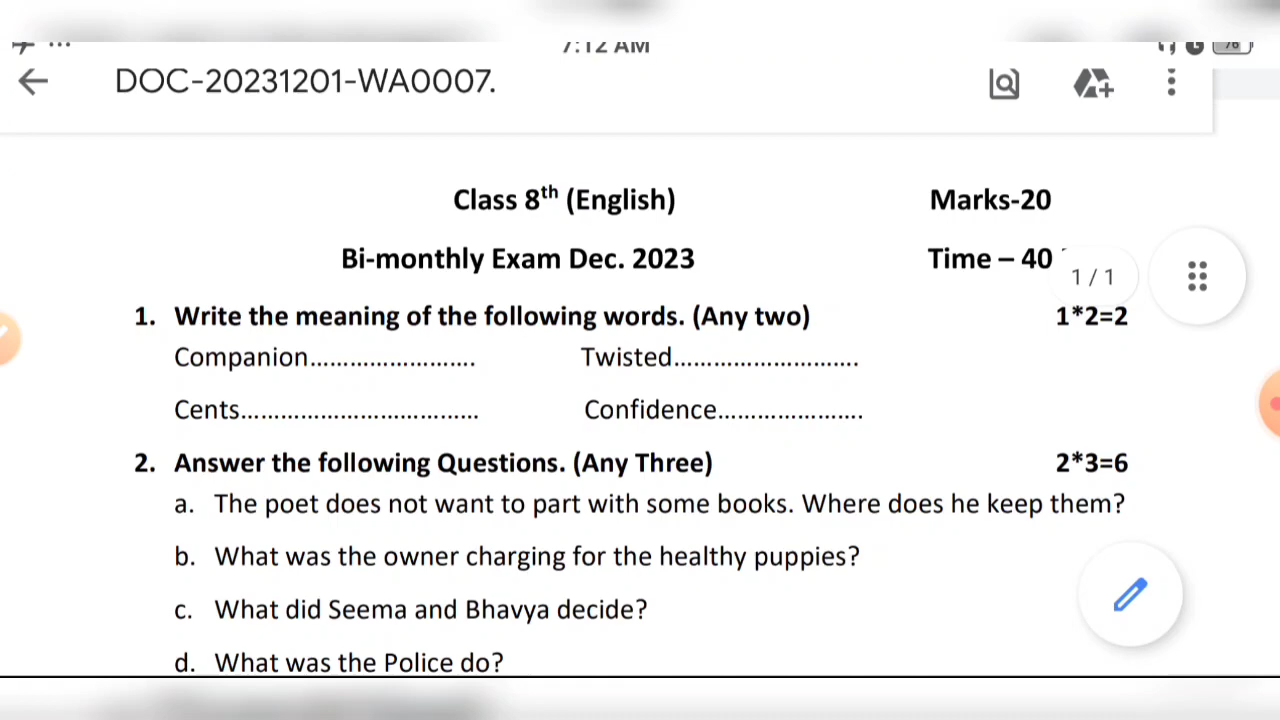 7:12 AM
76
DOC-20231201-WA0007.
Class 8th (English) Marks-20
Bi-monthly Exam Dec. 2023 Time – 40
1 / 1
1. Write the meaning of the following words. (Any two) 1*2=2
Companion......................... Twisted............................
Cents.................................... Confidence......................
2. Answer the following Questions. (Any Three) 2*3=6
a. The poet does not want to part with some books. Where does he keep them?
b. What was the owner charging for the healthy puppies?
c. What did Seema and Bhavya decide?
d. What was the Police do?